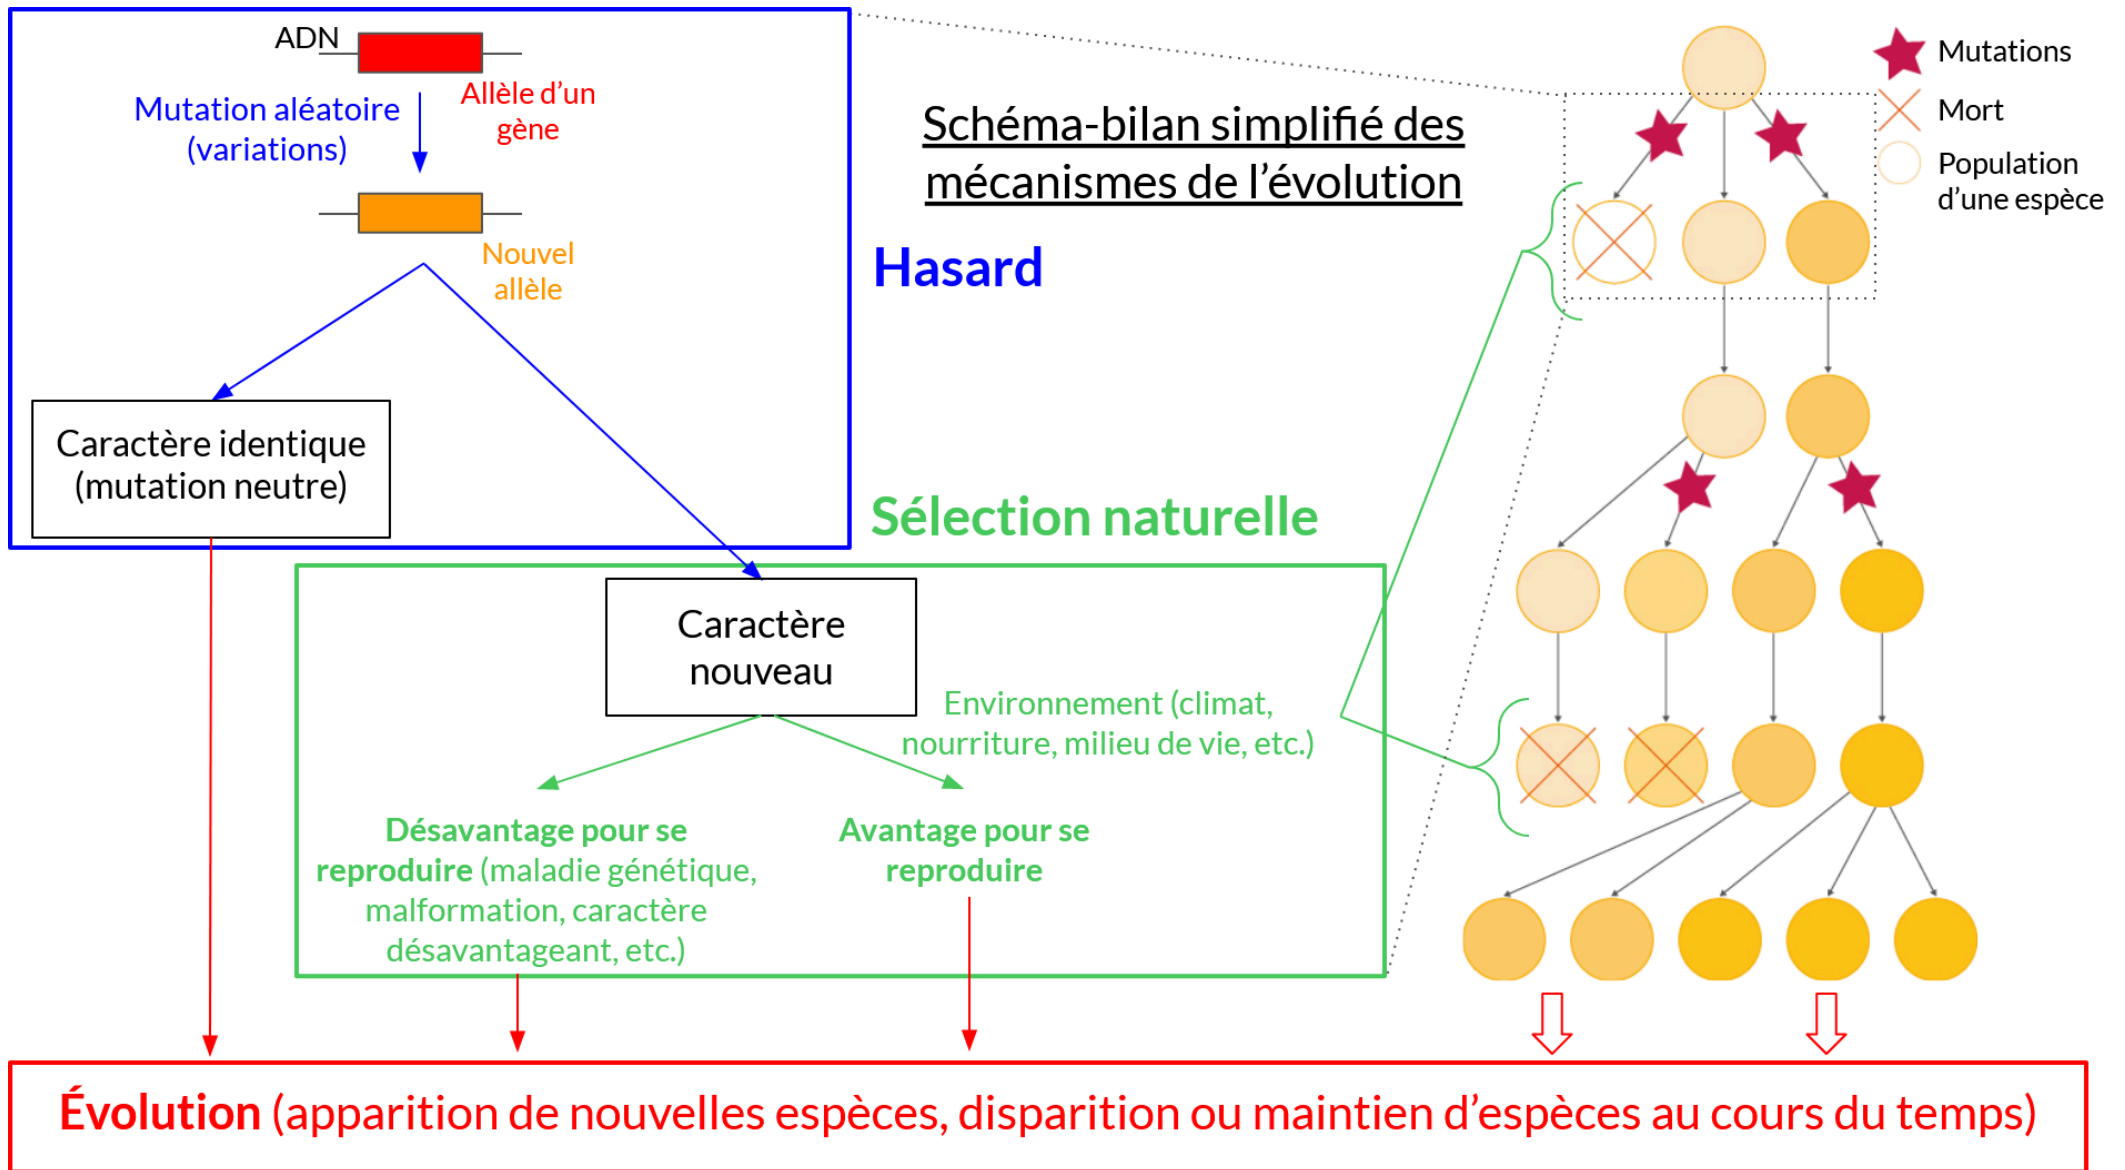 ADN
Allèle d’un
gène
Mutation aléatoire
(variations)
Nouvel
allèle
Caractère identique
(mutation neutre)
Schéma-bilan simplifié des
mécanismes de l’évolution
Hasard
Sélection naturelle
Caractère
nouveau
Environnement (climat,
nourriture, milieu de vie, etc.)
Désavantage pour se
reproduire (maladie génétique,
malformation, caractère
désavantageant, etc.)
Avantage pour se
reproduire
Mutations
Mort
Population
d’une espèce
Évolution (apparition de nouvelles espèces, disparition ou maintien d’espèces au cours du temps)